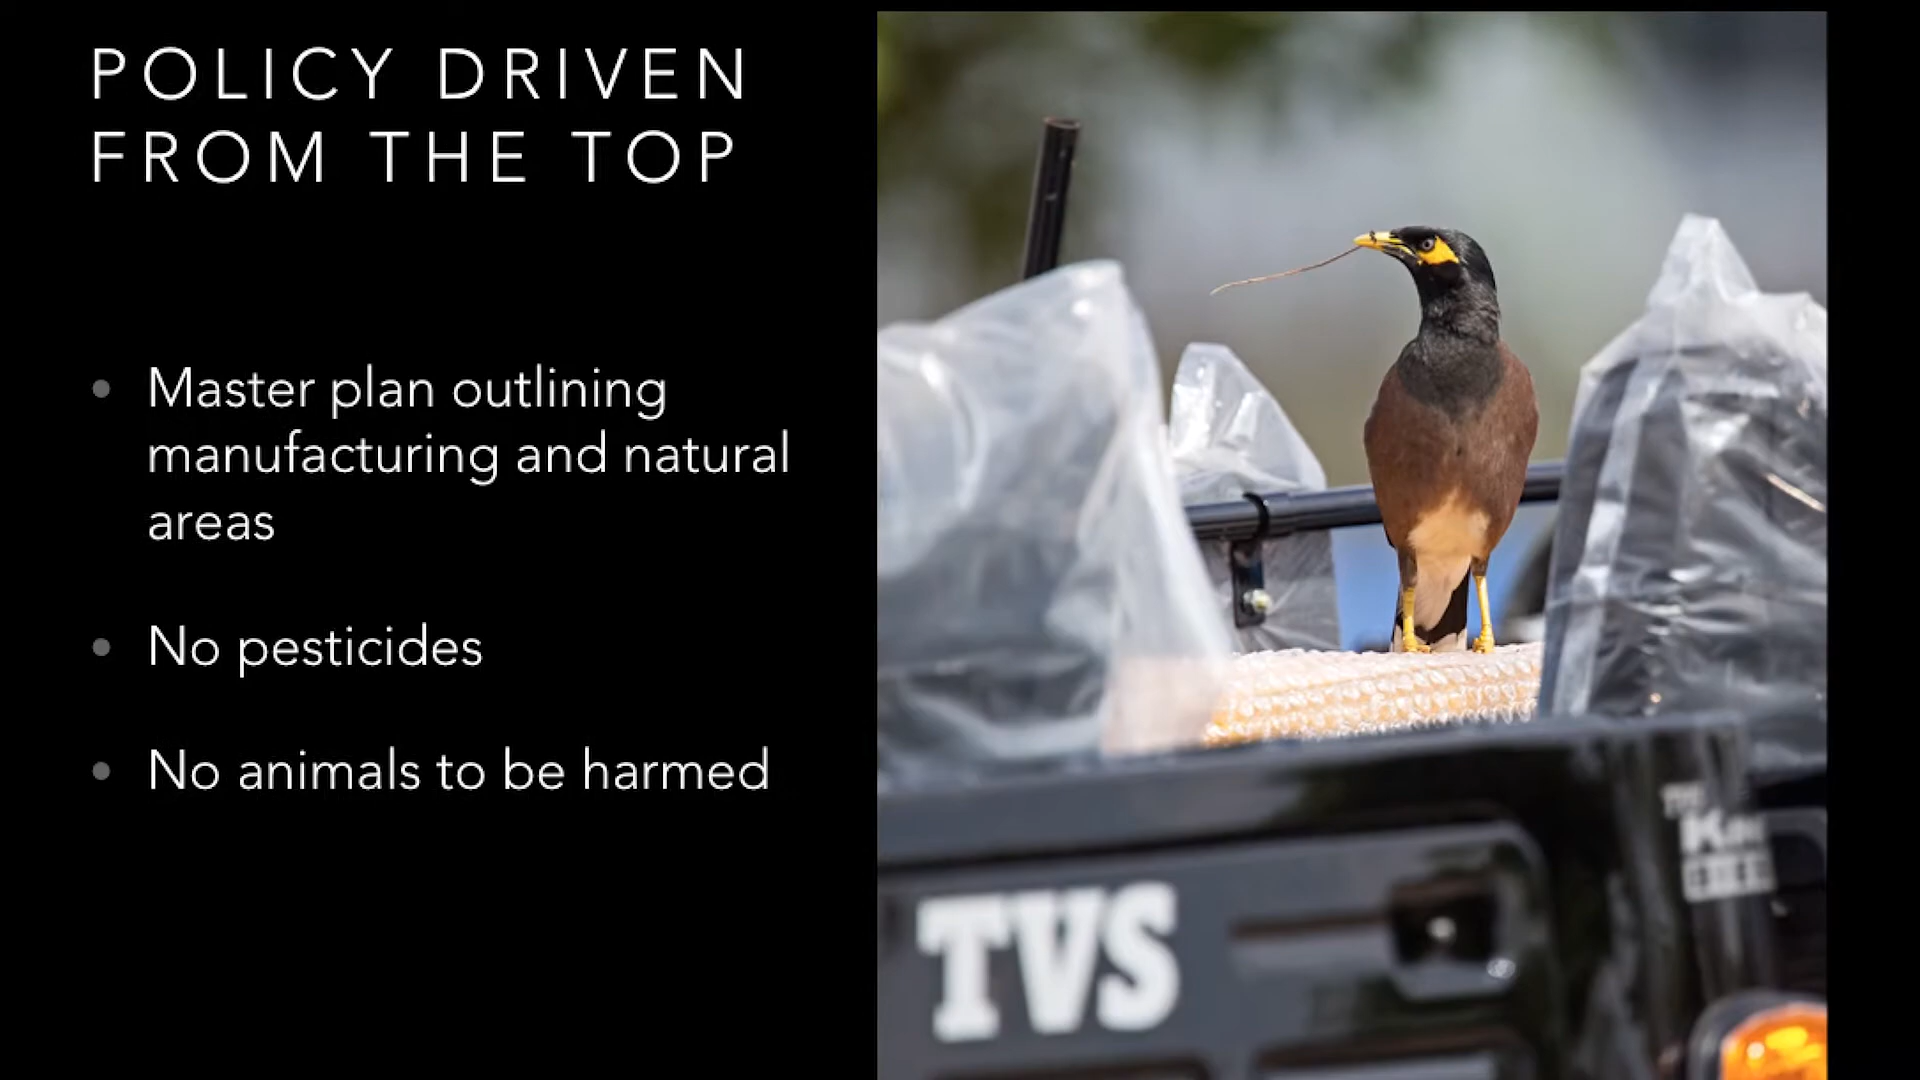 POLICY DRIVEN
FROM THE TOP
• Master plan outlining
manufacturing and natural
areas
• No pesticides
• No animals to be harmed
TVS